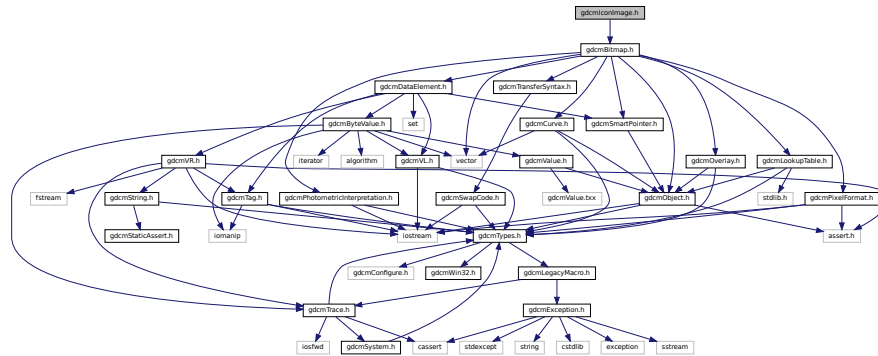 gdcmIconImage.h
gdcmBitmap.h
gdcmDataElement.h
gdcmTransferSyntax.h
gdcmByteValue.h
set
gdcmCurve.h
gdcmSmartPointer.h
gdcmVR.h
iterator
algorithm
gdcmVL.h
vector
gdcmValue.h
gdcmOverlay.h
gdcmLookupTable.h
fstream
gdcmString.h
gdcmTag.h
gdcmPhotometricInterpretation.h
gdcmSwapCode.h
gdcmValue.txx
gdcmObject.h
stdlib.h
gdcmPixelFormat.h
gdcmStaticAssert.h
iomanip
iostream
gdcmTypes.h
assert.h
gdcmConfigure.h
gdcmWin32.h
gdcmLegacyMacro.h
gdcmTrace.h
gdcmException.h
iosfwd
gdcmSystem.h
cassert
stdexcept
string
cstdlib
exception
sstream